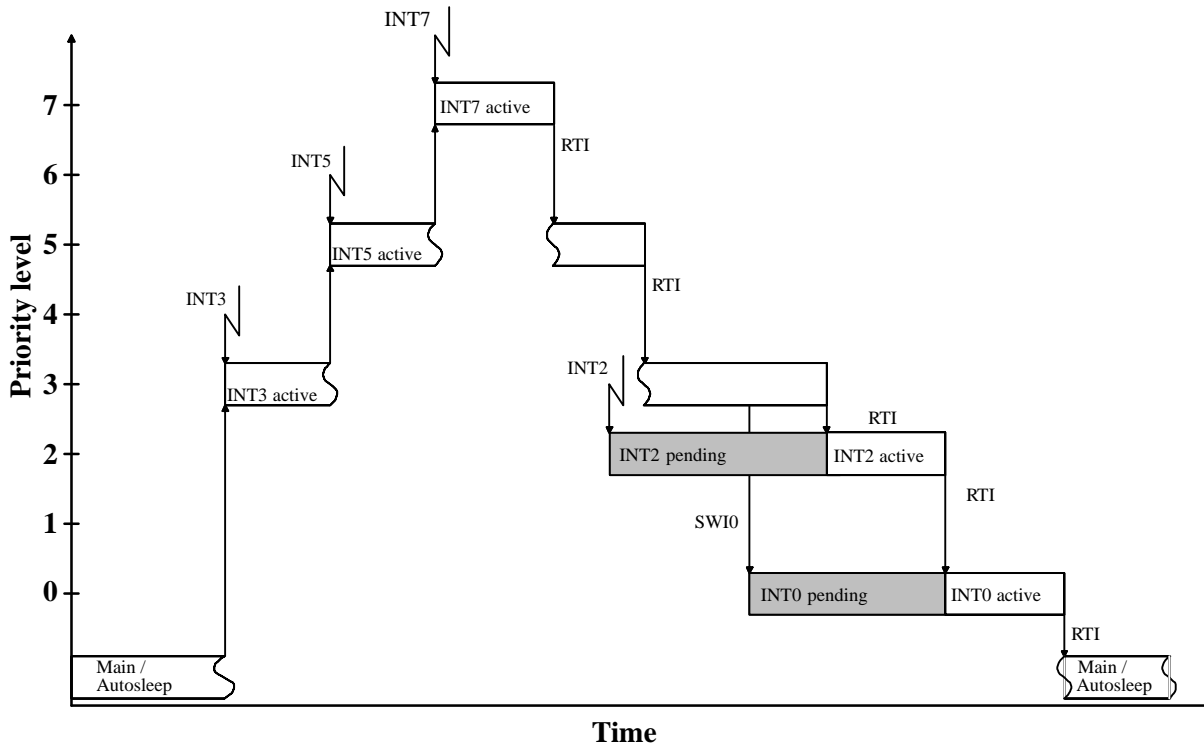 INT7
7
INT7 active
RTI
INT5
6
5
INT5 active
RTI
INT3
4
Priority level
INT2
3
INT3 active
RTI
2
INT2 pending
INT2 active
RTI
1
SWI0
0
INT0 pending
INT0 active
RTI
Main /
Autosleep
Main /
Autosleep
Time